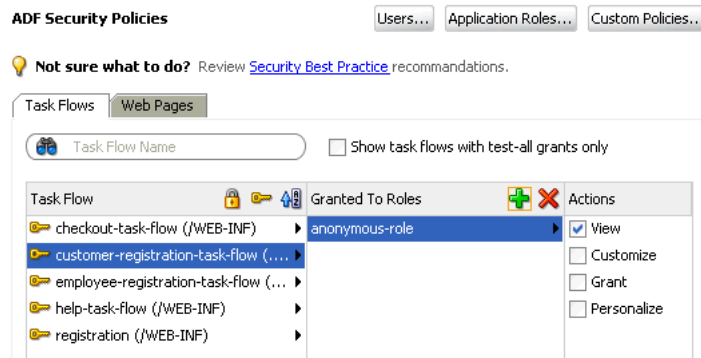 ADF Security Policies Users... Application Roles... Custom Policies..
Not sure what to do? Review Security Best Practice recommandations.
Task Flows Web Pages
Task Flow Name Show task flows with test-all grants only
Task Flow Granted To Roles Actions
checkout-task-flow (/WEB-INF) anonymous-role View
customer-registration-task-flow (.... Customize
employee-registration-task-flow (... Grant
help-task-flow (/WEB-INF) Personalize
registration (/WEB-INF)